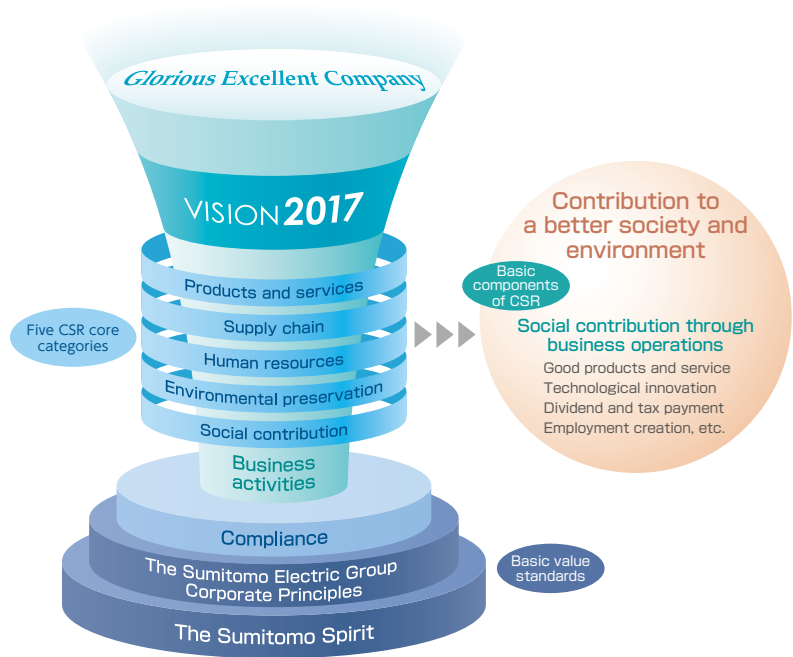 Glorious Excellent Company
VISION 2017
Products and services
Supply chain
Human resources
Environmental preservation
Social contribution
Five CSR core
categories
Business
activities
Compliance
The Sumitomo Electric Group
Corporate Principles
The Sumitomo Spirit
Basic value
standards
Contribution to
a better society and
environment
Basic
components
of CSR
Social contribution through
business operations
Good products and service
Technological innovation
Dividend and tax payment
Employment creation, etc.